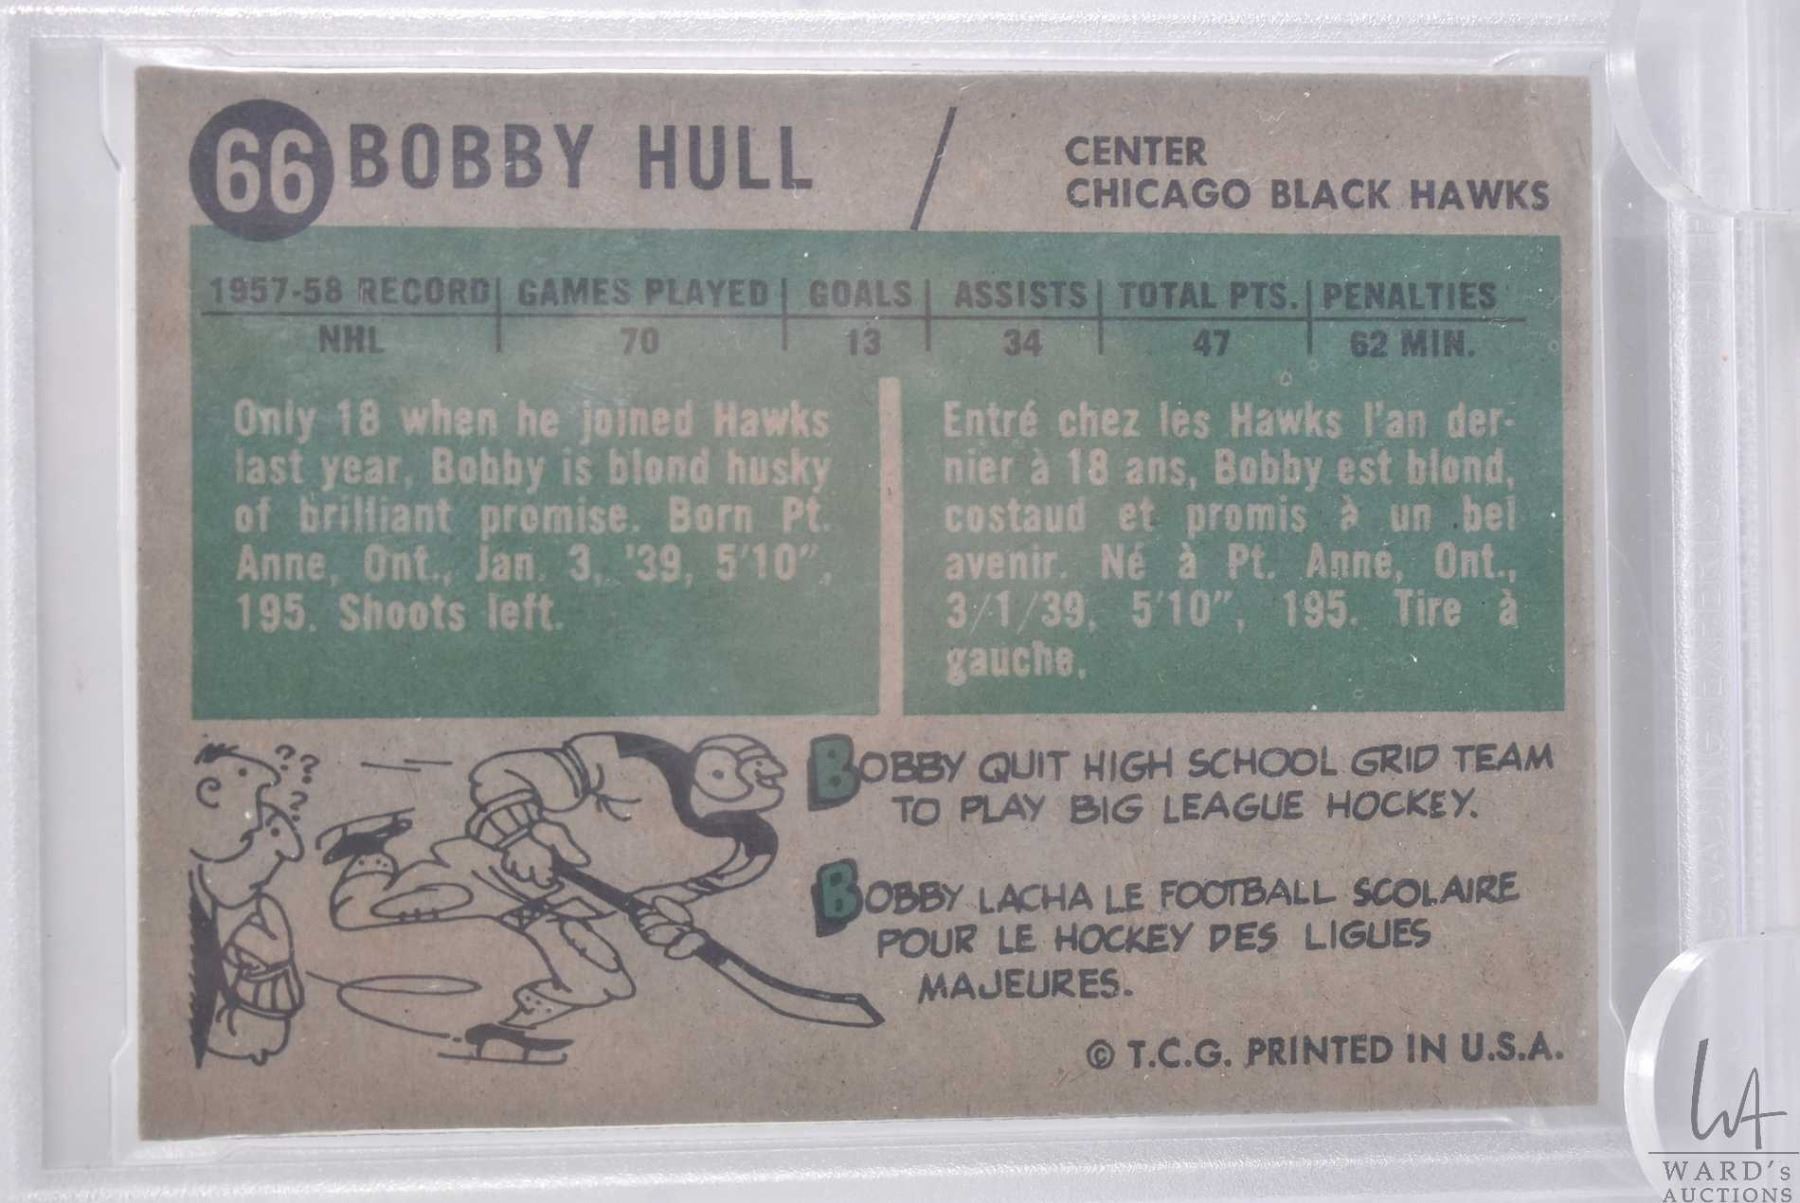 66 BOBBY HULL / CENTER
CHICAGO BLACK HAWKS
1957-58 RECORD GAMES PLAYED GOALS ASSISTS TOTAL PTS. PENALTIES
NHL 70 13 34 47 62 MIN.
Only 18 when he joined Hawks
last year, Bobby is blond husky
of brilliant promise. Born Pt.
Anne, Ont., Jan. 3, '39, 5'10",
195. Shoots left.
Entré chez les Hawks l'an der-
nier à 18 ans, Bobby est blond,
costaud et promis à un bel
avenir. Né à Pt. Anne, Ont.,
3/1/39, 5'10", 195. Tire à
gauche.
??
??
BOBBY QUIT HIGH SCHOOL GRID TEAM
TO PLAY BIG LEAGUE HOCKEY.
BOBBY LACHA LE FOOTBALL SCOLAIRE
POUR LE HOCKEY DES LIGUES
MAJEURES.
© T.C.G. PRINTED IN U.S.A.
WA
WARD's
AUCTIONS